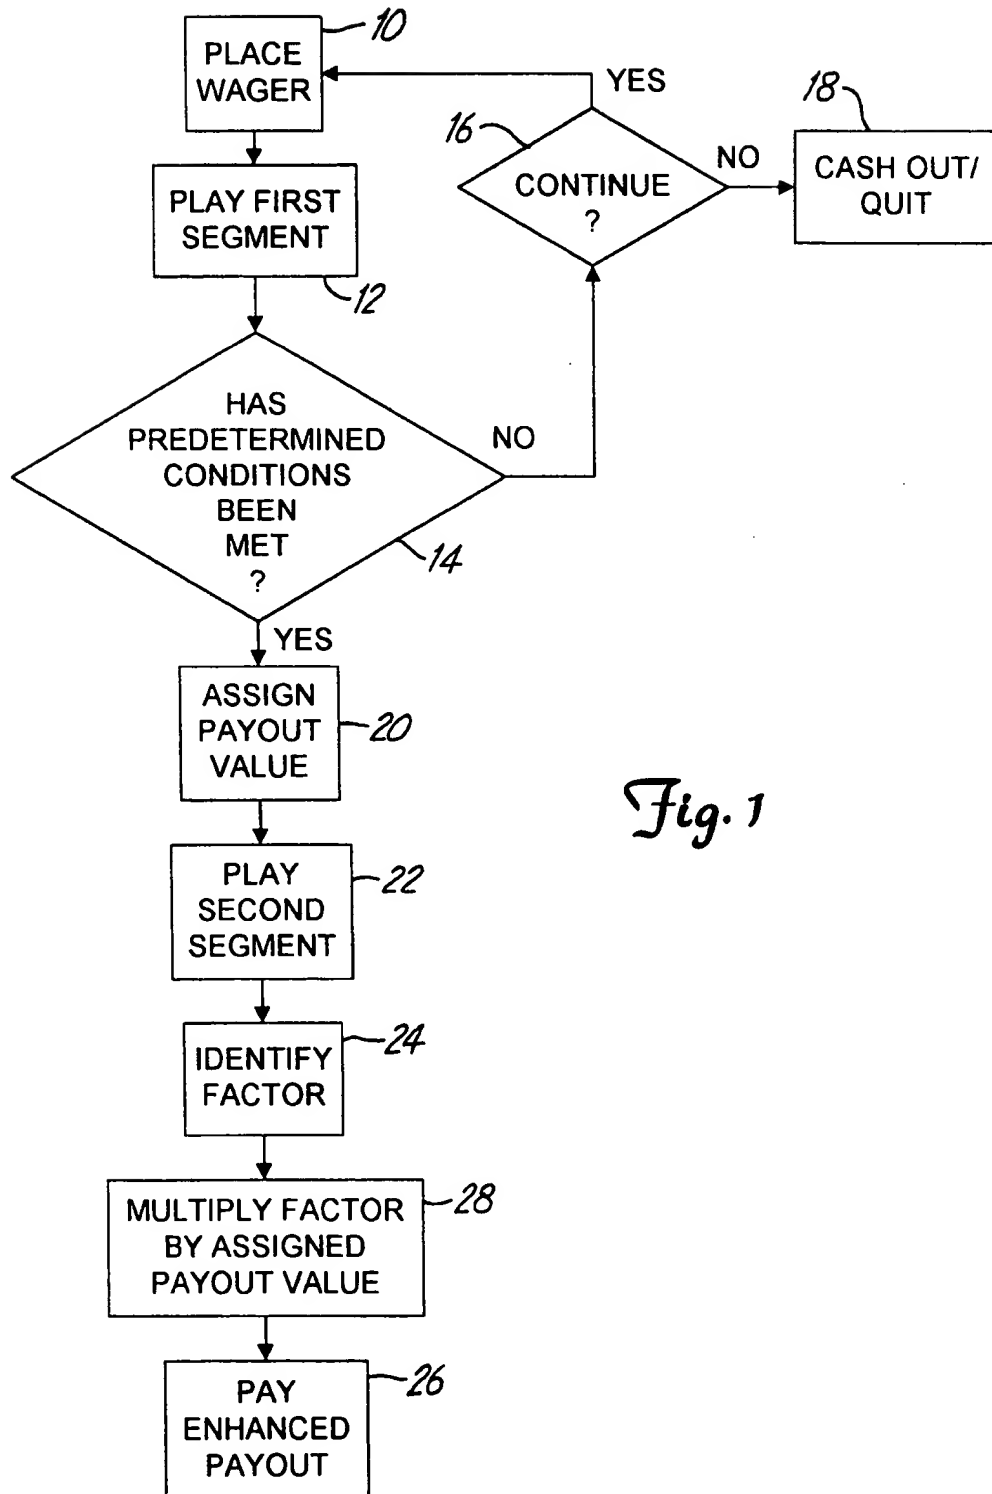 10
PLACE
WAGER
YES
18
16
CONTINUE
?
NO
CASH OUT/
QUIT
PLAY FIRST
SEGMENT
12
HAS
PREDETERMINED
CONDITIONS
BEEN
MET
?
NO
14
YES
ASSIGN
PAYOUT
VALUE
20
Fig. 1
PLAY
SECOND
SEGMENT
22
IDENTIFY
FACTOR
24
MULTIPLY FACTOR
BY ASSIGNED
PAYOUT VALUE
28
PAY
ENHANCED
PAYOUT
26